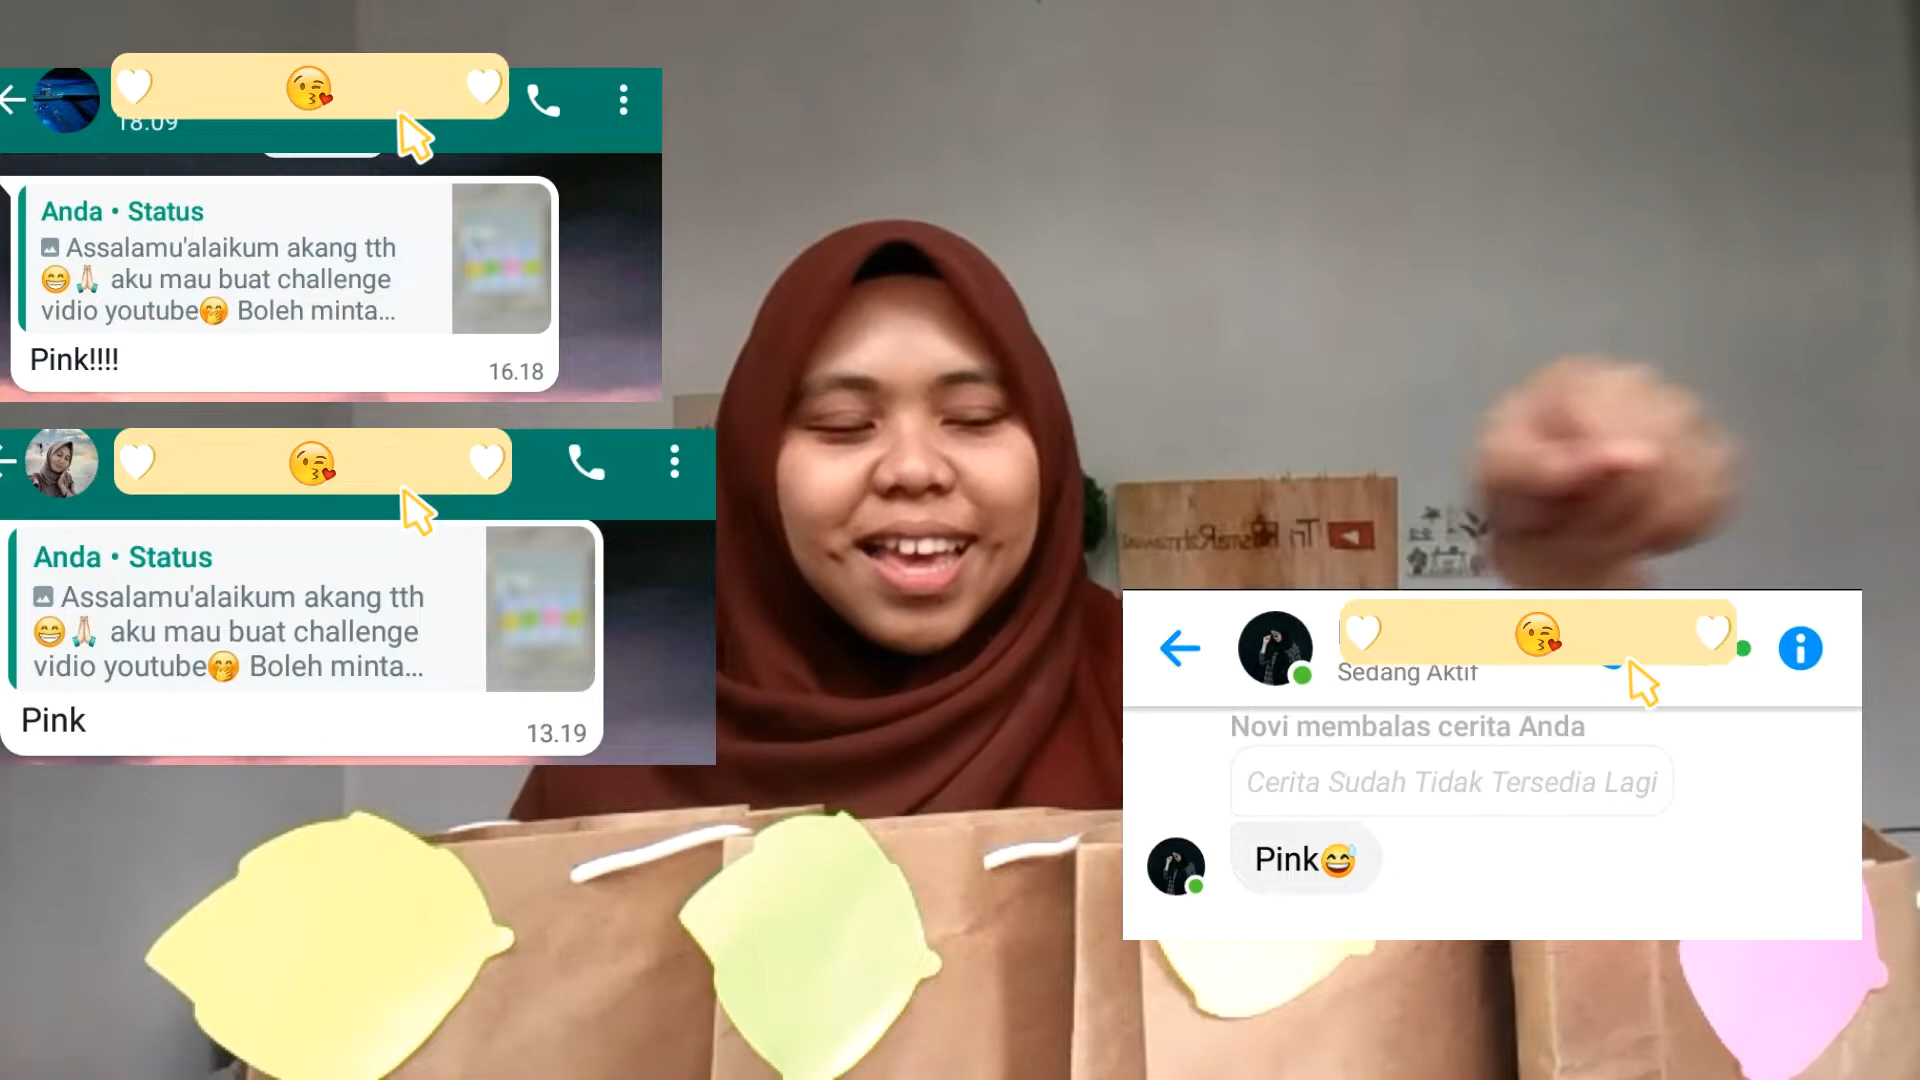 18.09
Anda • Status
Assalamu'alaikum akang tth
😁🙏🏻 aku mau buat challenge
vidio youtube🤭 Boleh minta...
Pink!!!!
16.18
Anda • Status
Assalamu'alaikum akang tth
😁🙏🏻 aku mau buat challenge
vidio youtube🤭 Boleh minta...
Pink
13.19
Sedang Aktif
Novi membalas cerita Anda
Cerita Sudah Tidak Tersedia Lagi
Pink😅